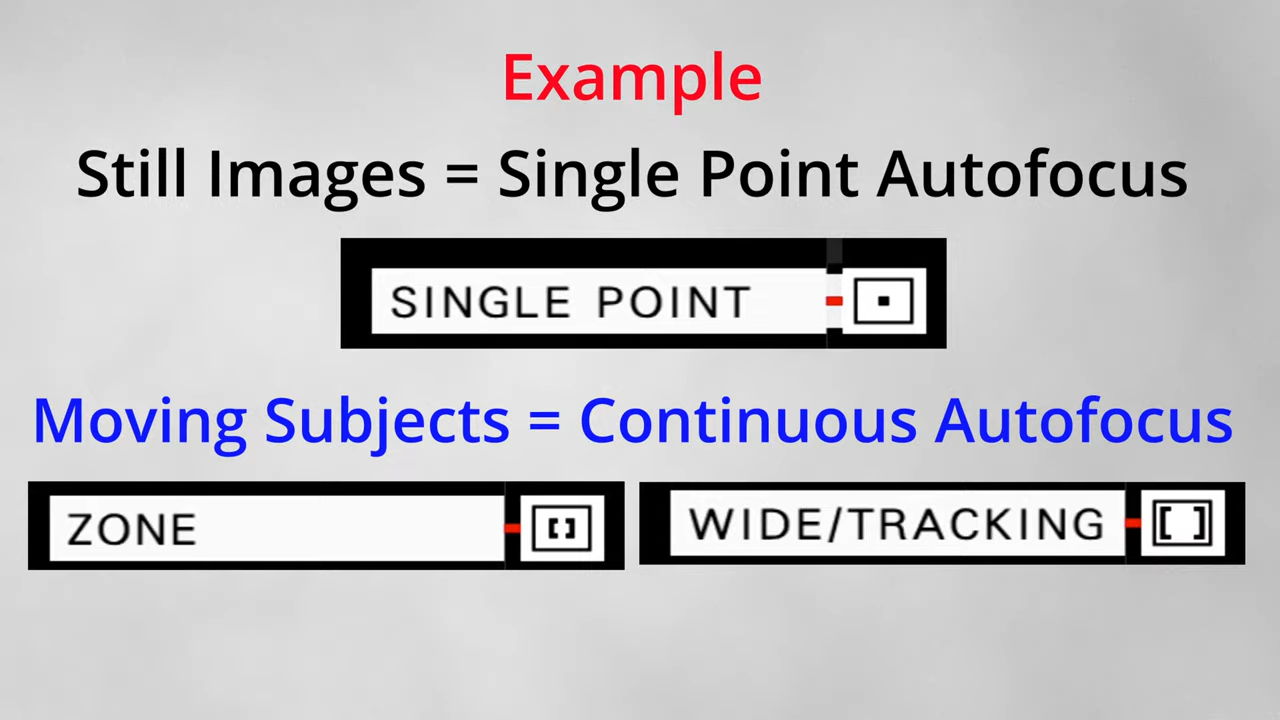 Example
Still Images = Single Point Autofocus
SINGLE POINT
Moving Subjects = Continuous Autofocus
ZONE
WIDE/TRACKING